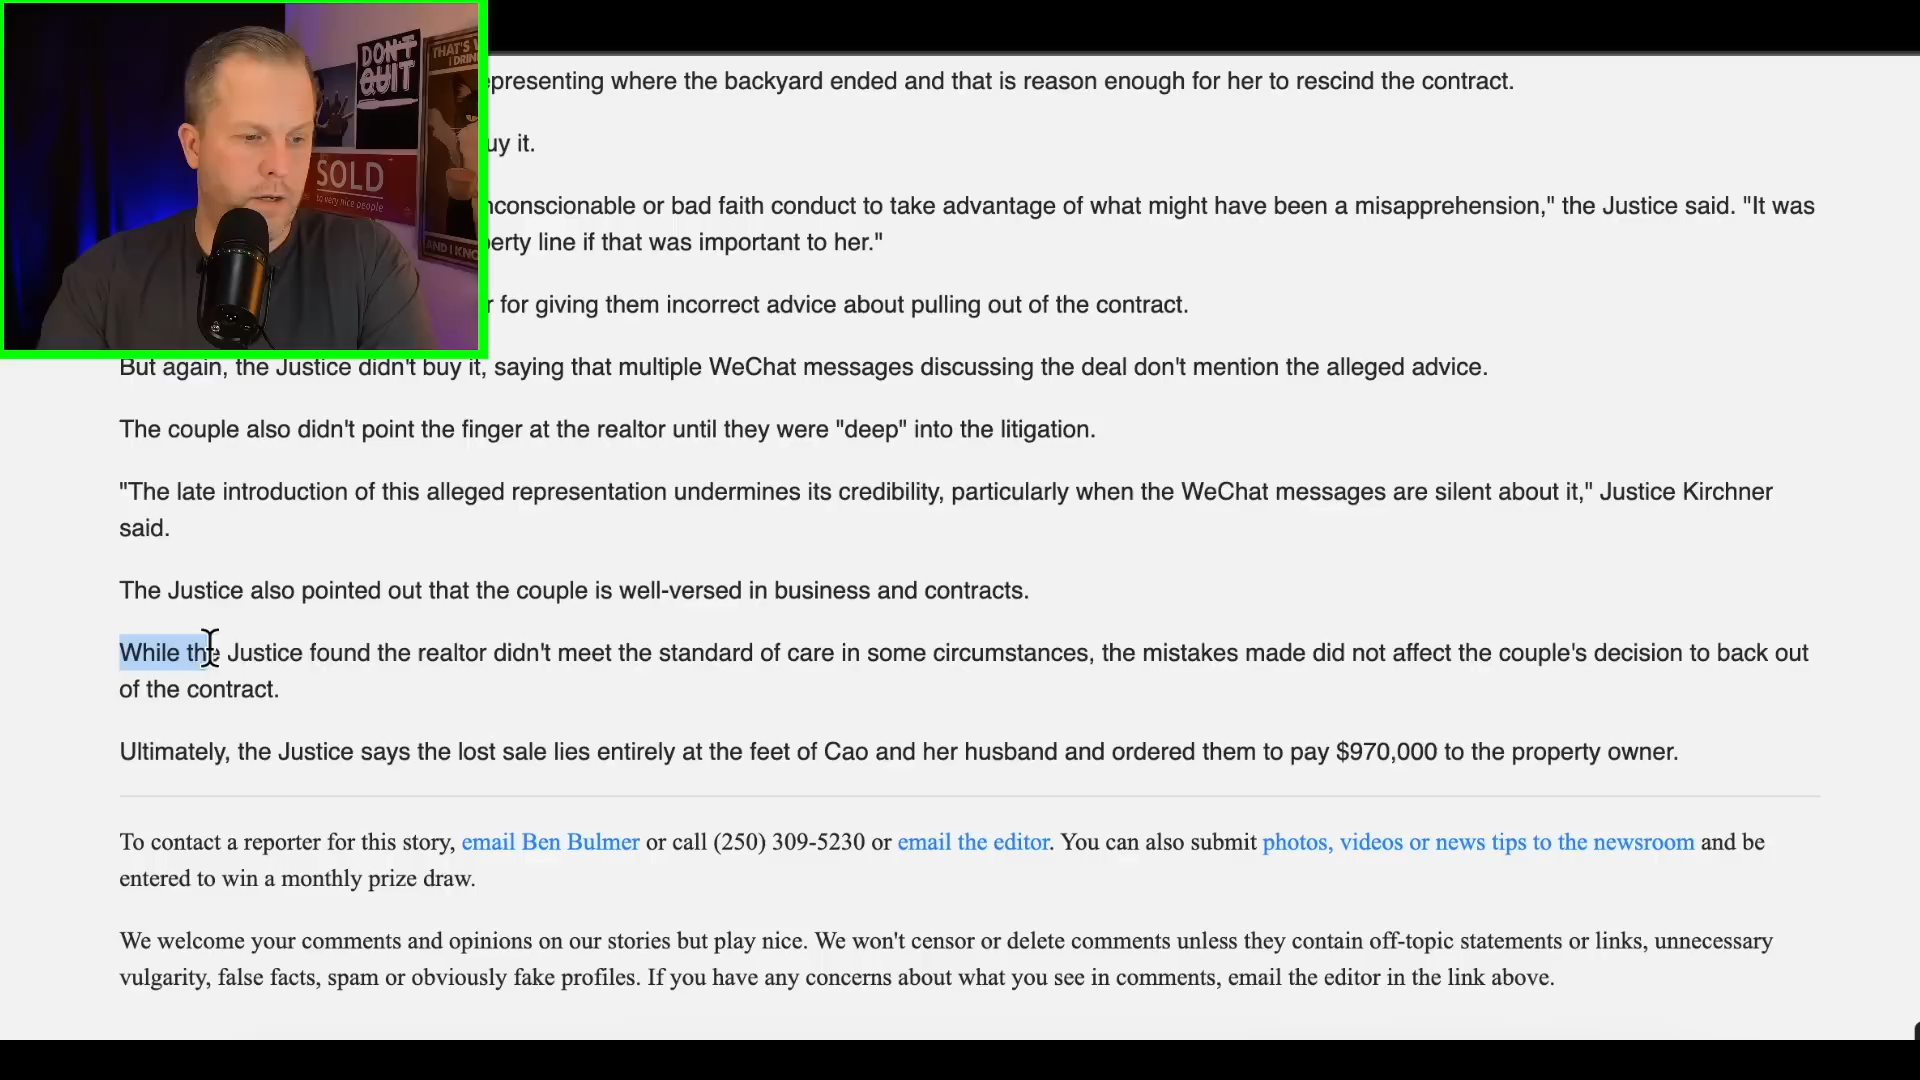 DON'T
QUIT
THAT'S
I DRIN
SOLD
to very nice people
AND I KNO
presenting where the backyard ended and that is reason enough for her to rescind the contract.
uy it.
nconscionable or bad faith conduct to take advantage of what might have been a misapprehension," the Justice said. "It was
perty line if that was important to her."
r for giving them incorrect advice about pulling out of the contract.
But again, the Justice didn't buy it, saying that multiple WeChat messages discussing the deal don't mention the alleged advice.
The couple also didn't point the finger at the realtor until they were "deep" into the litigation.
"The late introduction of this alleged representation undermines its credibility, particularly when the WeChat messages are silent about it," Justice Kirchner
said.
The Justice also pointed out that the couple is well-versed in business and contracts.
While the Justice found the realtor didn't meet the standard of care in some circumstances, the mistakes made did not affect the couple's decision to back out
of the contract.
Ultimately, the Justice says the lost sale lies entirely at the feet of Cao and her husband and ordered them to pay $970,000 to the property owner.
To contact a reporter for this story, email Ben Bulmer or call (250) 309-5230 or email the editor. You can also submit photos, videos or news tips to the newsroom and be
entered to win a monthly prize draw.
We welcome your comments and opinions on our stories but play nice. We won't censor or delete comments unless they contain off-topic statements or links, unnecessary
vulgarity, false facts, spam or obviously fake profiles. If you have any concerns about what you see in comments, email the editor in the link above.